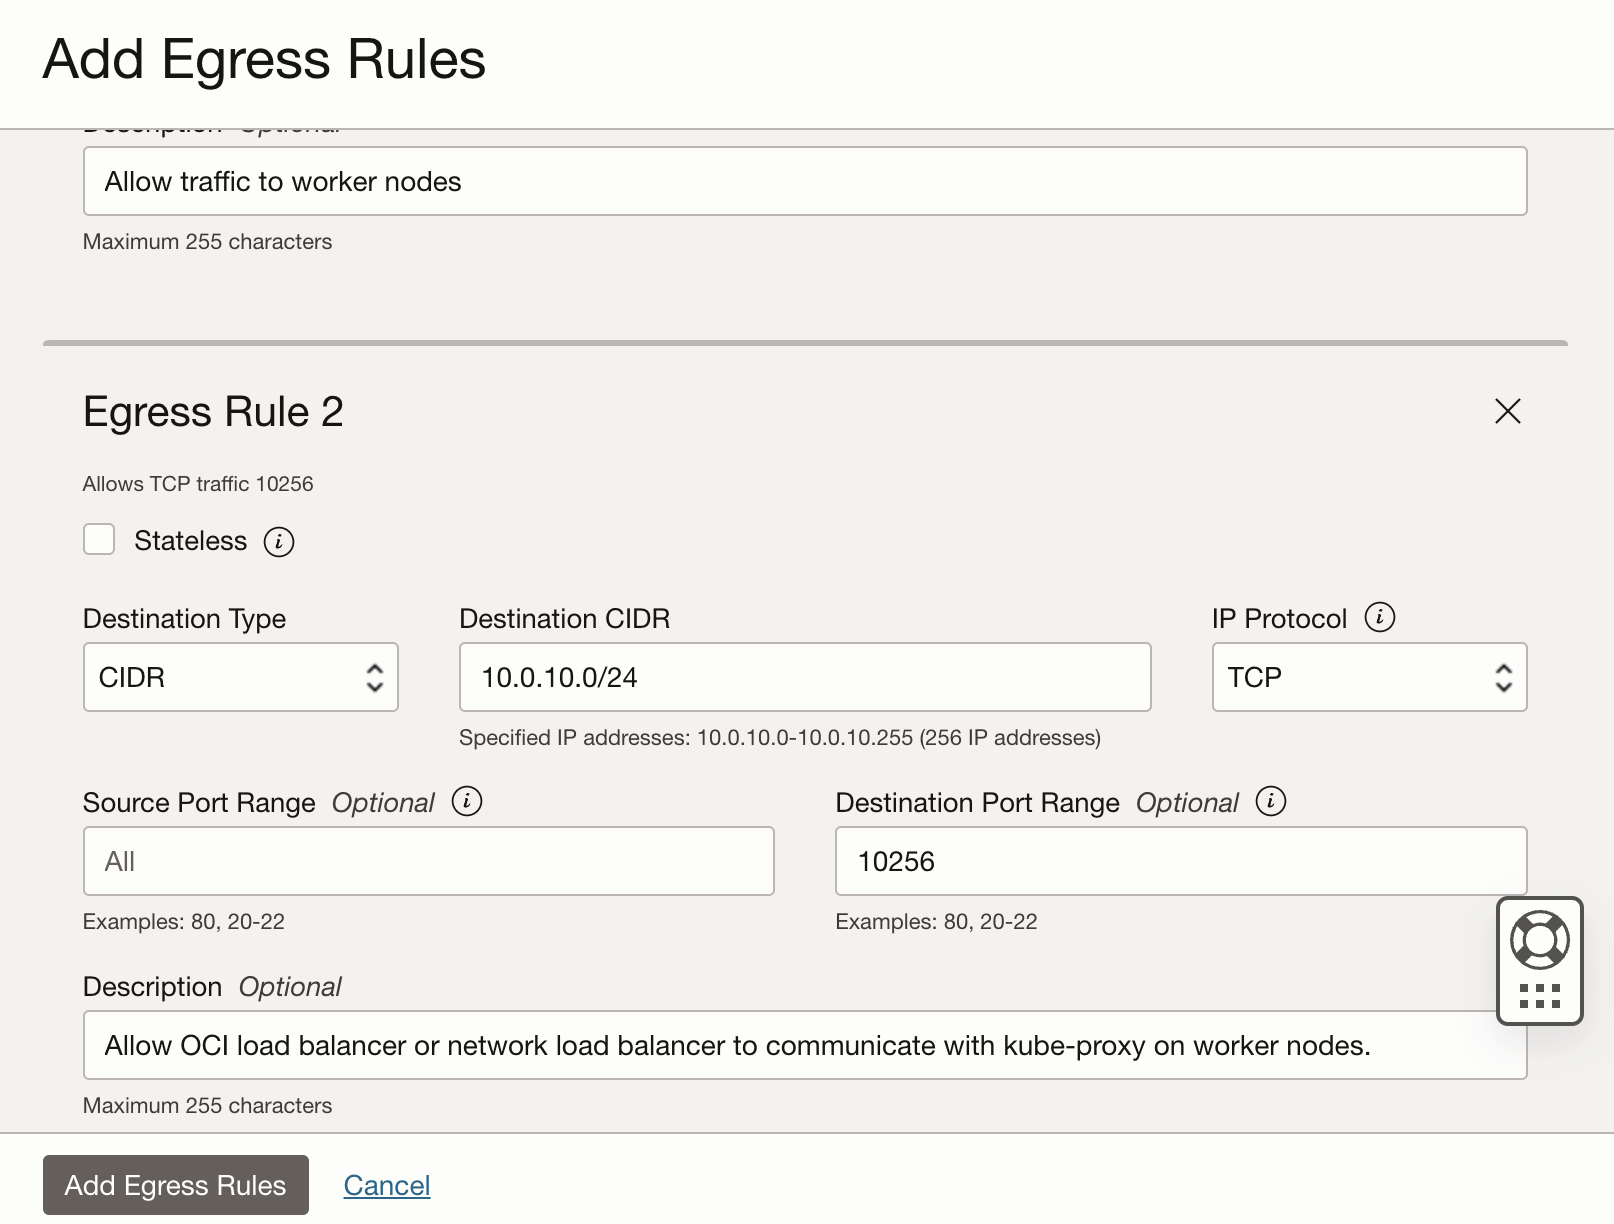 Add Egress Rules
Description Optional
Allow traffic to worker nodes
Maximum 255 characters
Egress Rule 2
Allows TCP traffic 10256
Stateless
Destination Type
Destination CIDR
IP Protocol
CIDR
10.0.10.0/24
TCP
Specified IP addresses: 10.0.10.0-10.0.10.255 (256 IP addresses)
Source Port Range Optional
Destination Port Range Optional
All
10256
Examples: 80, 20-22
Examples: 80, 20-22
Description Optional
Allow OCI load balancer or network load balancer to communicate with kube-proxy on worker nodes.
Maximum 255 characters
Add Egress Rules
Cancel